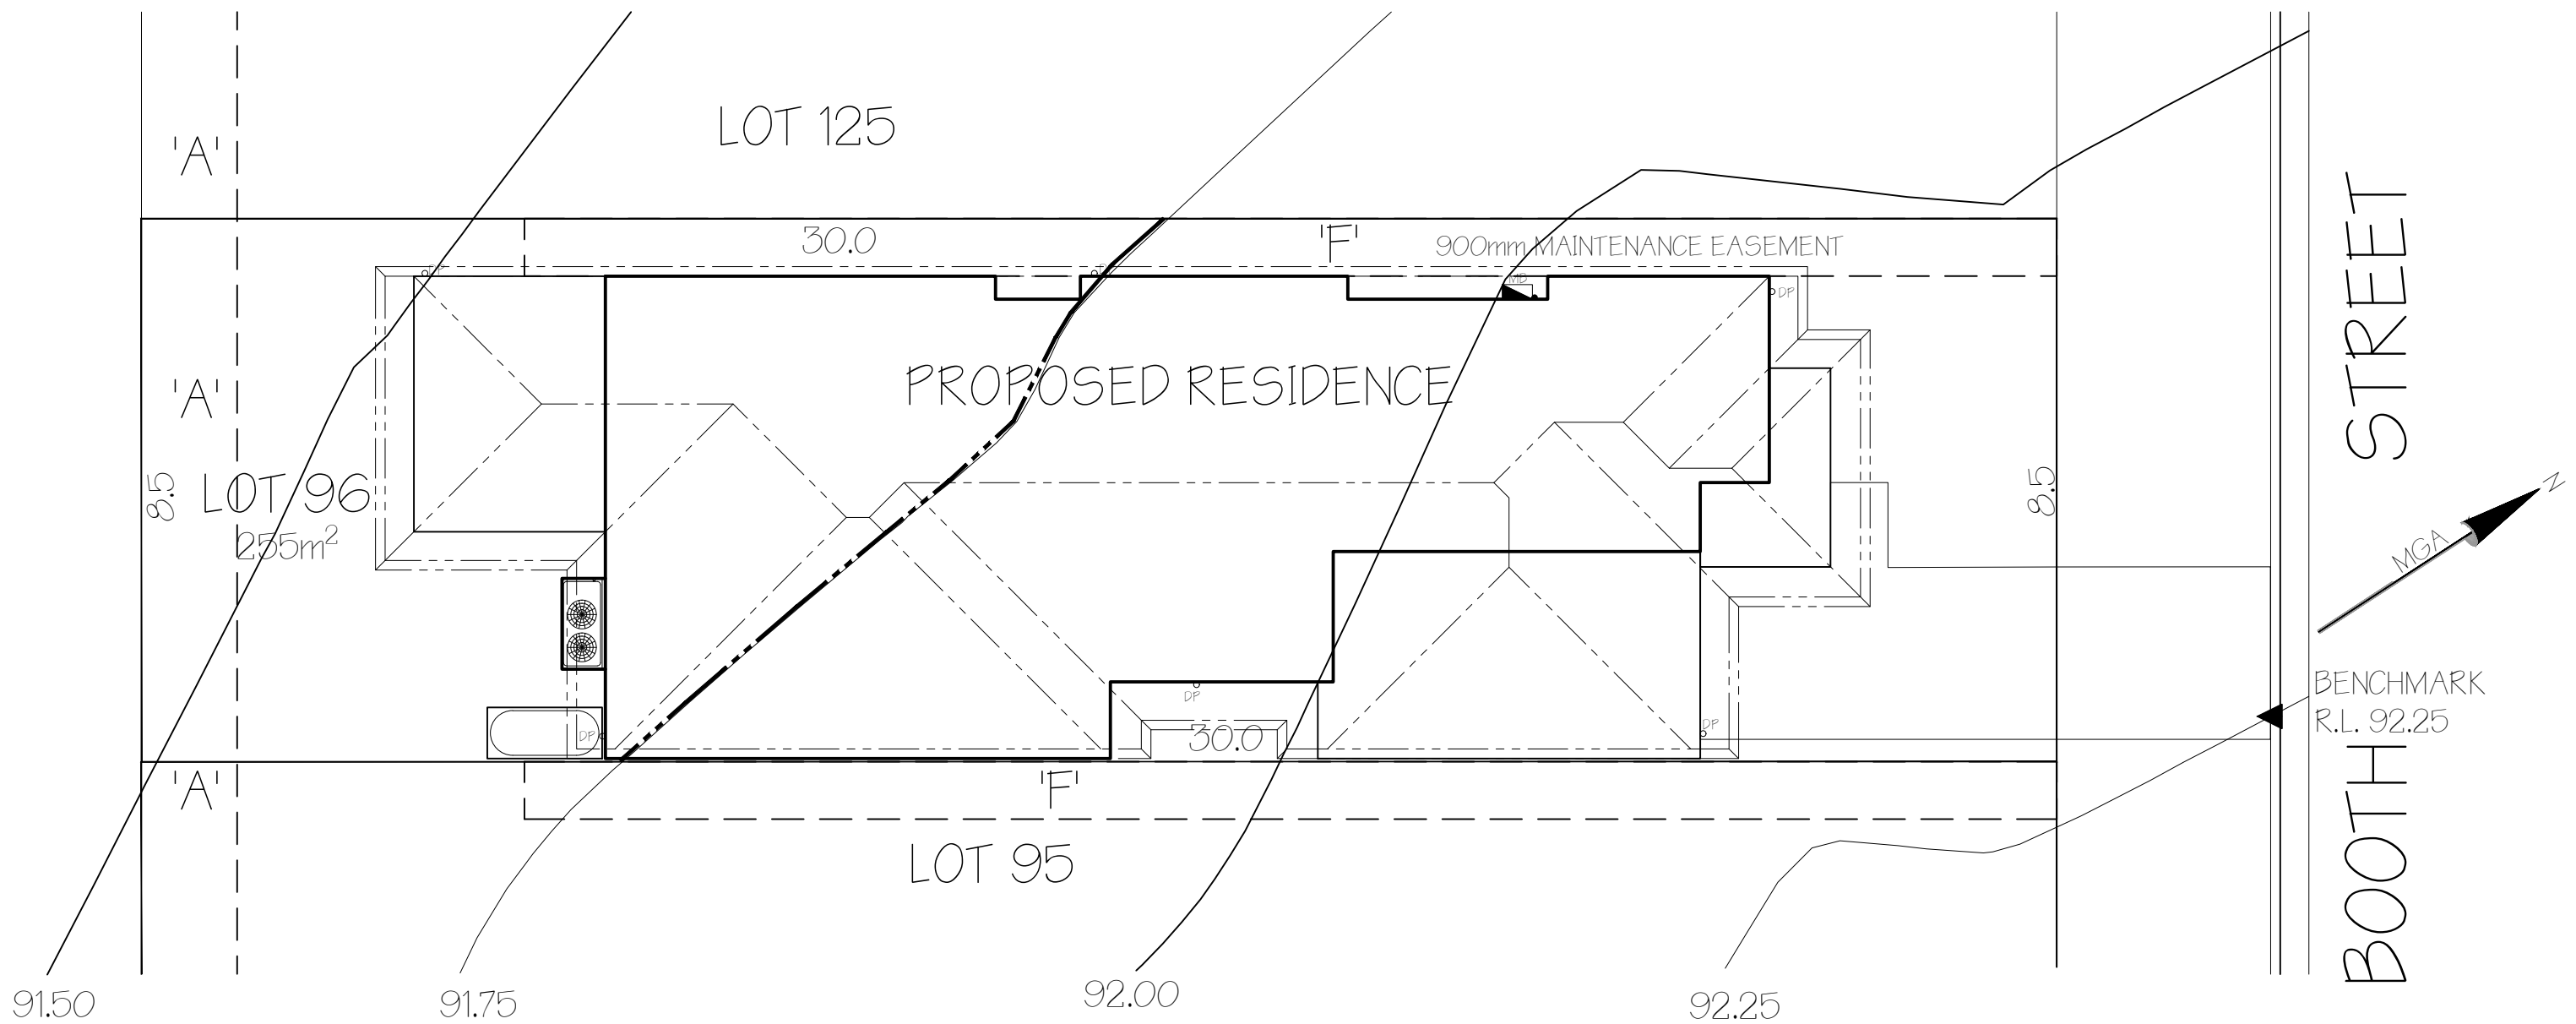 LOT 125
'A'
30.0
'F'
900mm MAINTENANCE EASEMENT
DP
DP
MB
DP
PROPOSED RESIDENCE
'A'
8.5
LOT 96
255m²
8.5
STREET
N
MGA
BENCHMARK
R.L. 92.25
DP
DP
DP
30.0
'A'
'F'
LOT 95
BOOTH
91.50
91.75
92.00
92.25